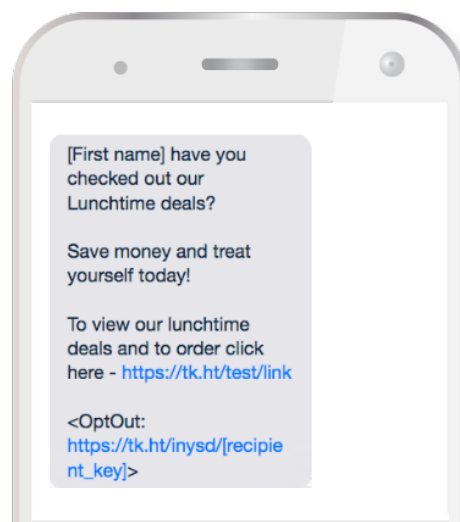 [First name] have you
checked out our
Lunchtime deals?
Save money and treat
yourself today!
To view our lunchtime
deals and to order click
here - https://tk.ht/test/link
<OptOut:
https://tk.ht/inysd/[recipie
nt_key]>